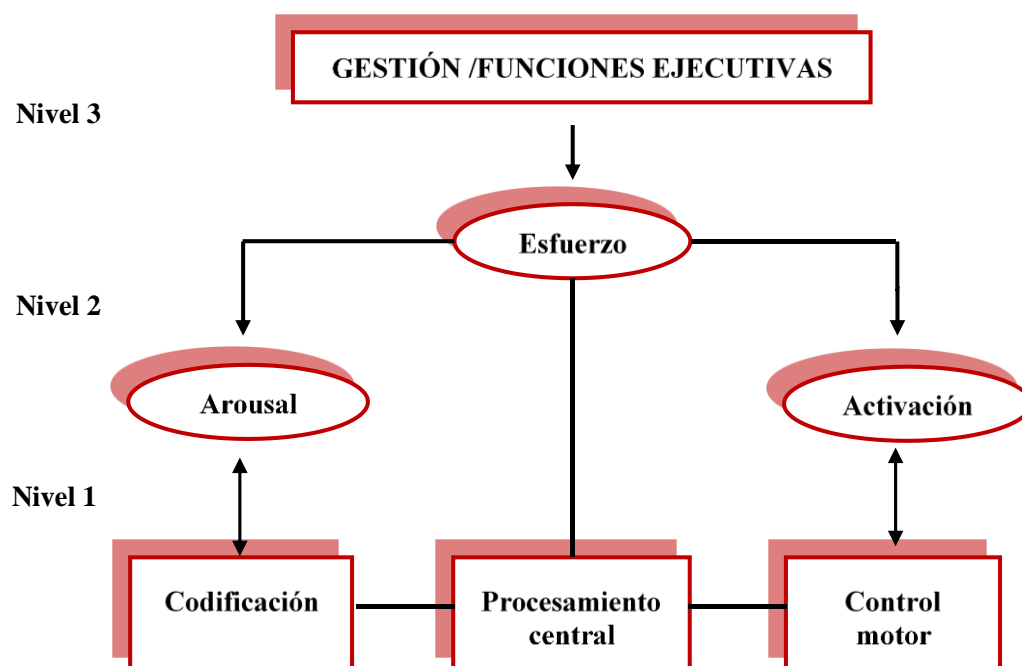 GESTIÓN /FUNCIONES EJECUTIVAS
Nivel 3
Esfuerzo
Nivel 2
Arousal
Activación
Nivel 1
Codificación
Procesamiento
central
Control
motor